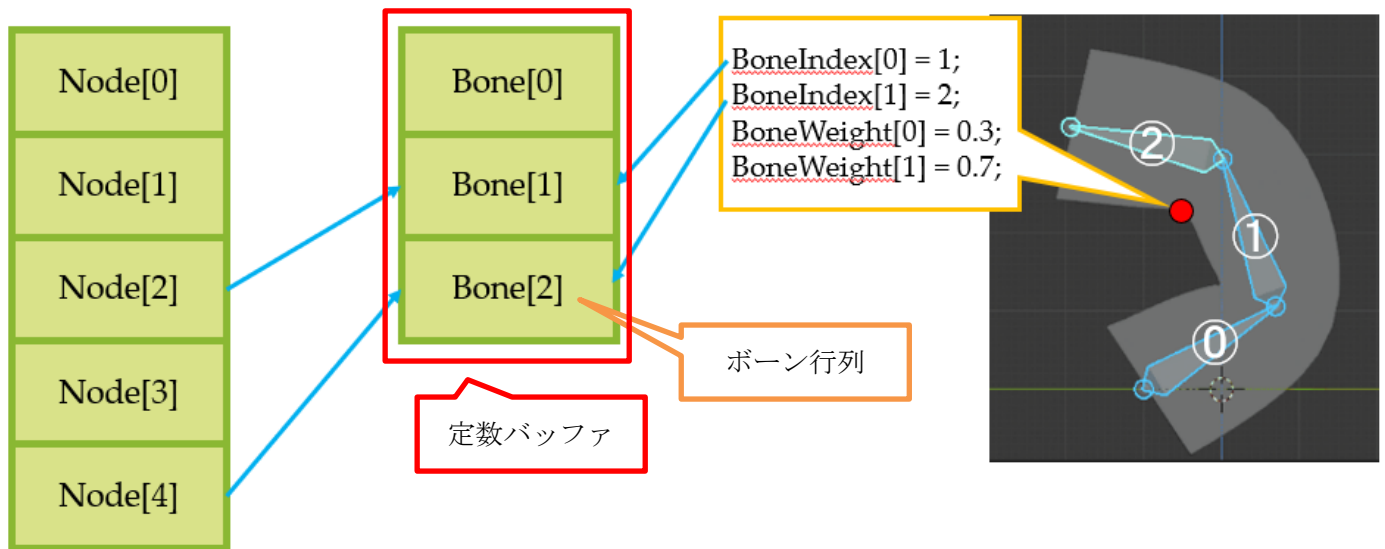 Node[0]
Node[1]
Node[2]
Node[3]
Node[4]
Bone[0]
Bone[1]
Bone[2]
定数バッファ
ボーン行列
BoneIndex[0] = 1;
BoneIndex[1] = 2;
BoneWeight[0] = 0.3;
BoneWeight[1] = 0.7;
②
①
⓪